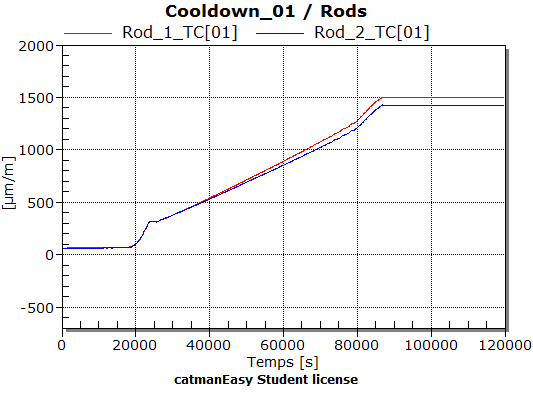 Cooldown_01 / Rods
Rod_1_TC[01] Rod_2_TC[01]
2000
1500
1000
500
0
-500
[µm/m]
0 20000 40000 60000 80000 100000 120000
Temps [s]
catmanEasy Student license